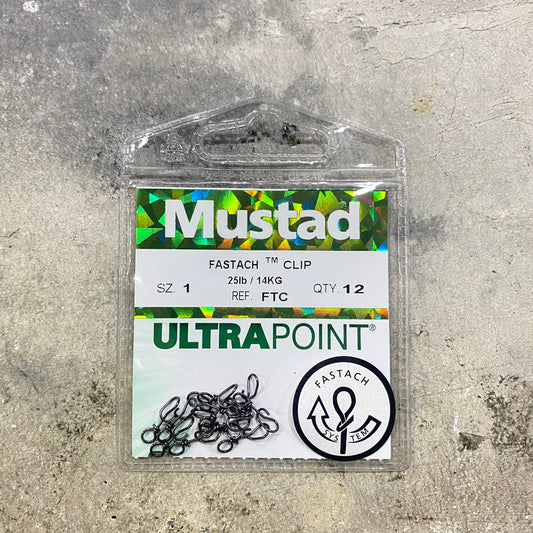 Mustad
FASTACH ™ CLIP
SZ. 1 25lb / 14KG QTY. 12
REF. FTC
ULTRAPOINT®
FASTACH
SYSTEM